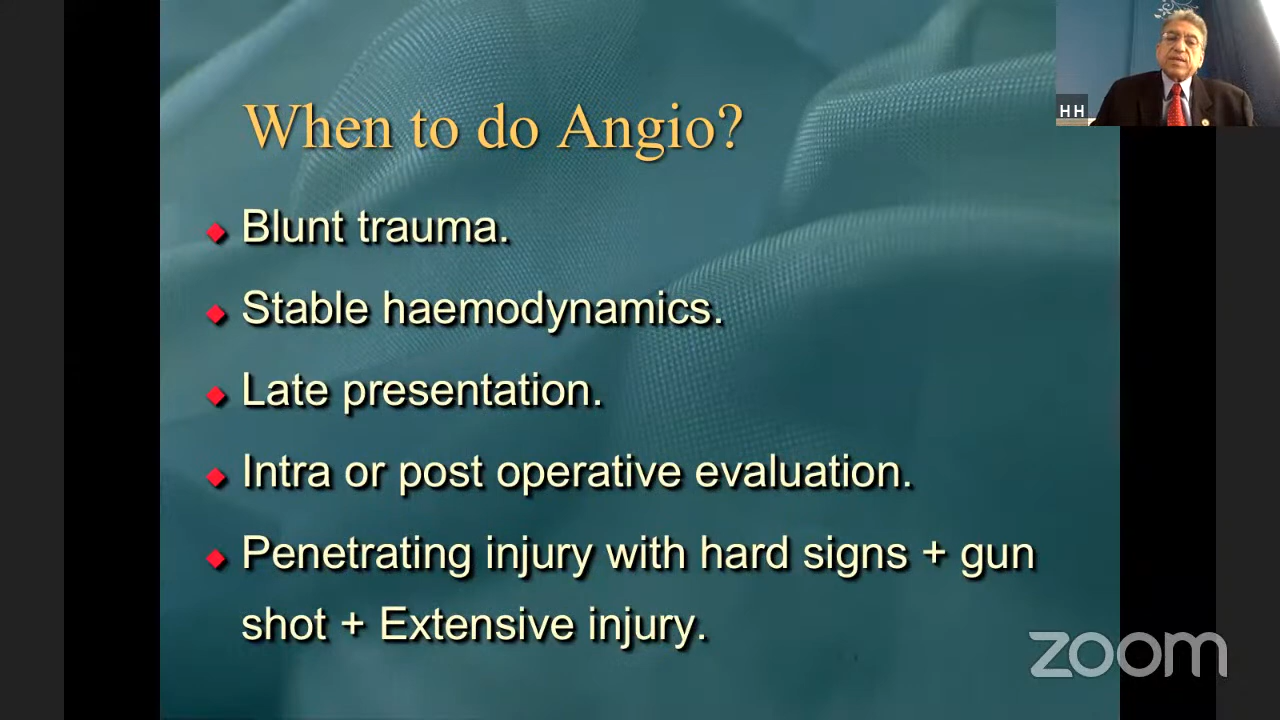 When to do Angio?
Blunt trauma.
Stable haemodynamics.
Late presentation.
Intra or post operative evaluation.
Penetrating injury with hard signs + gun
shot + Extensive injury.
H H
zoom